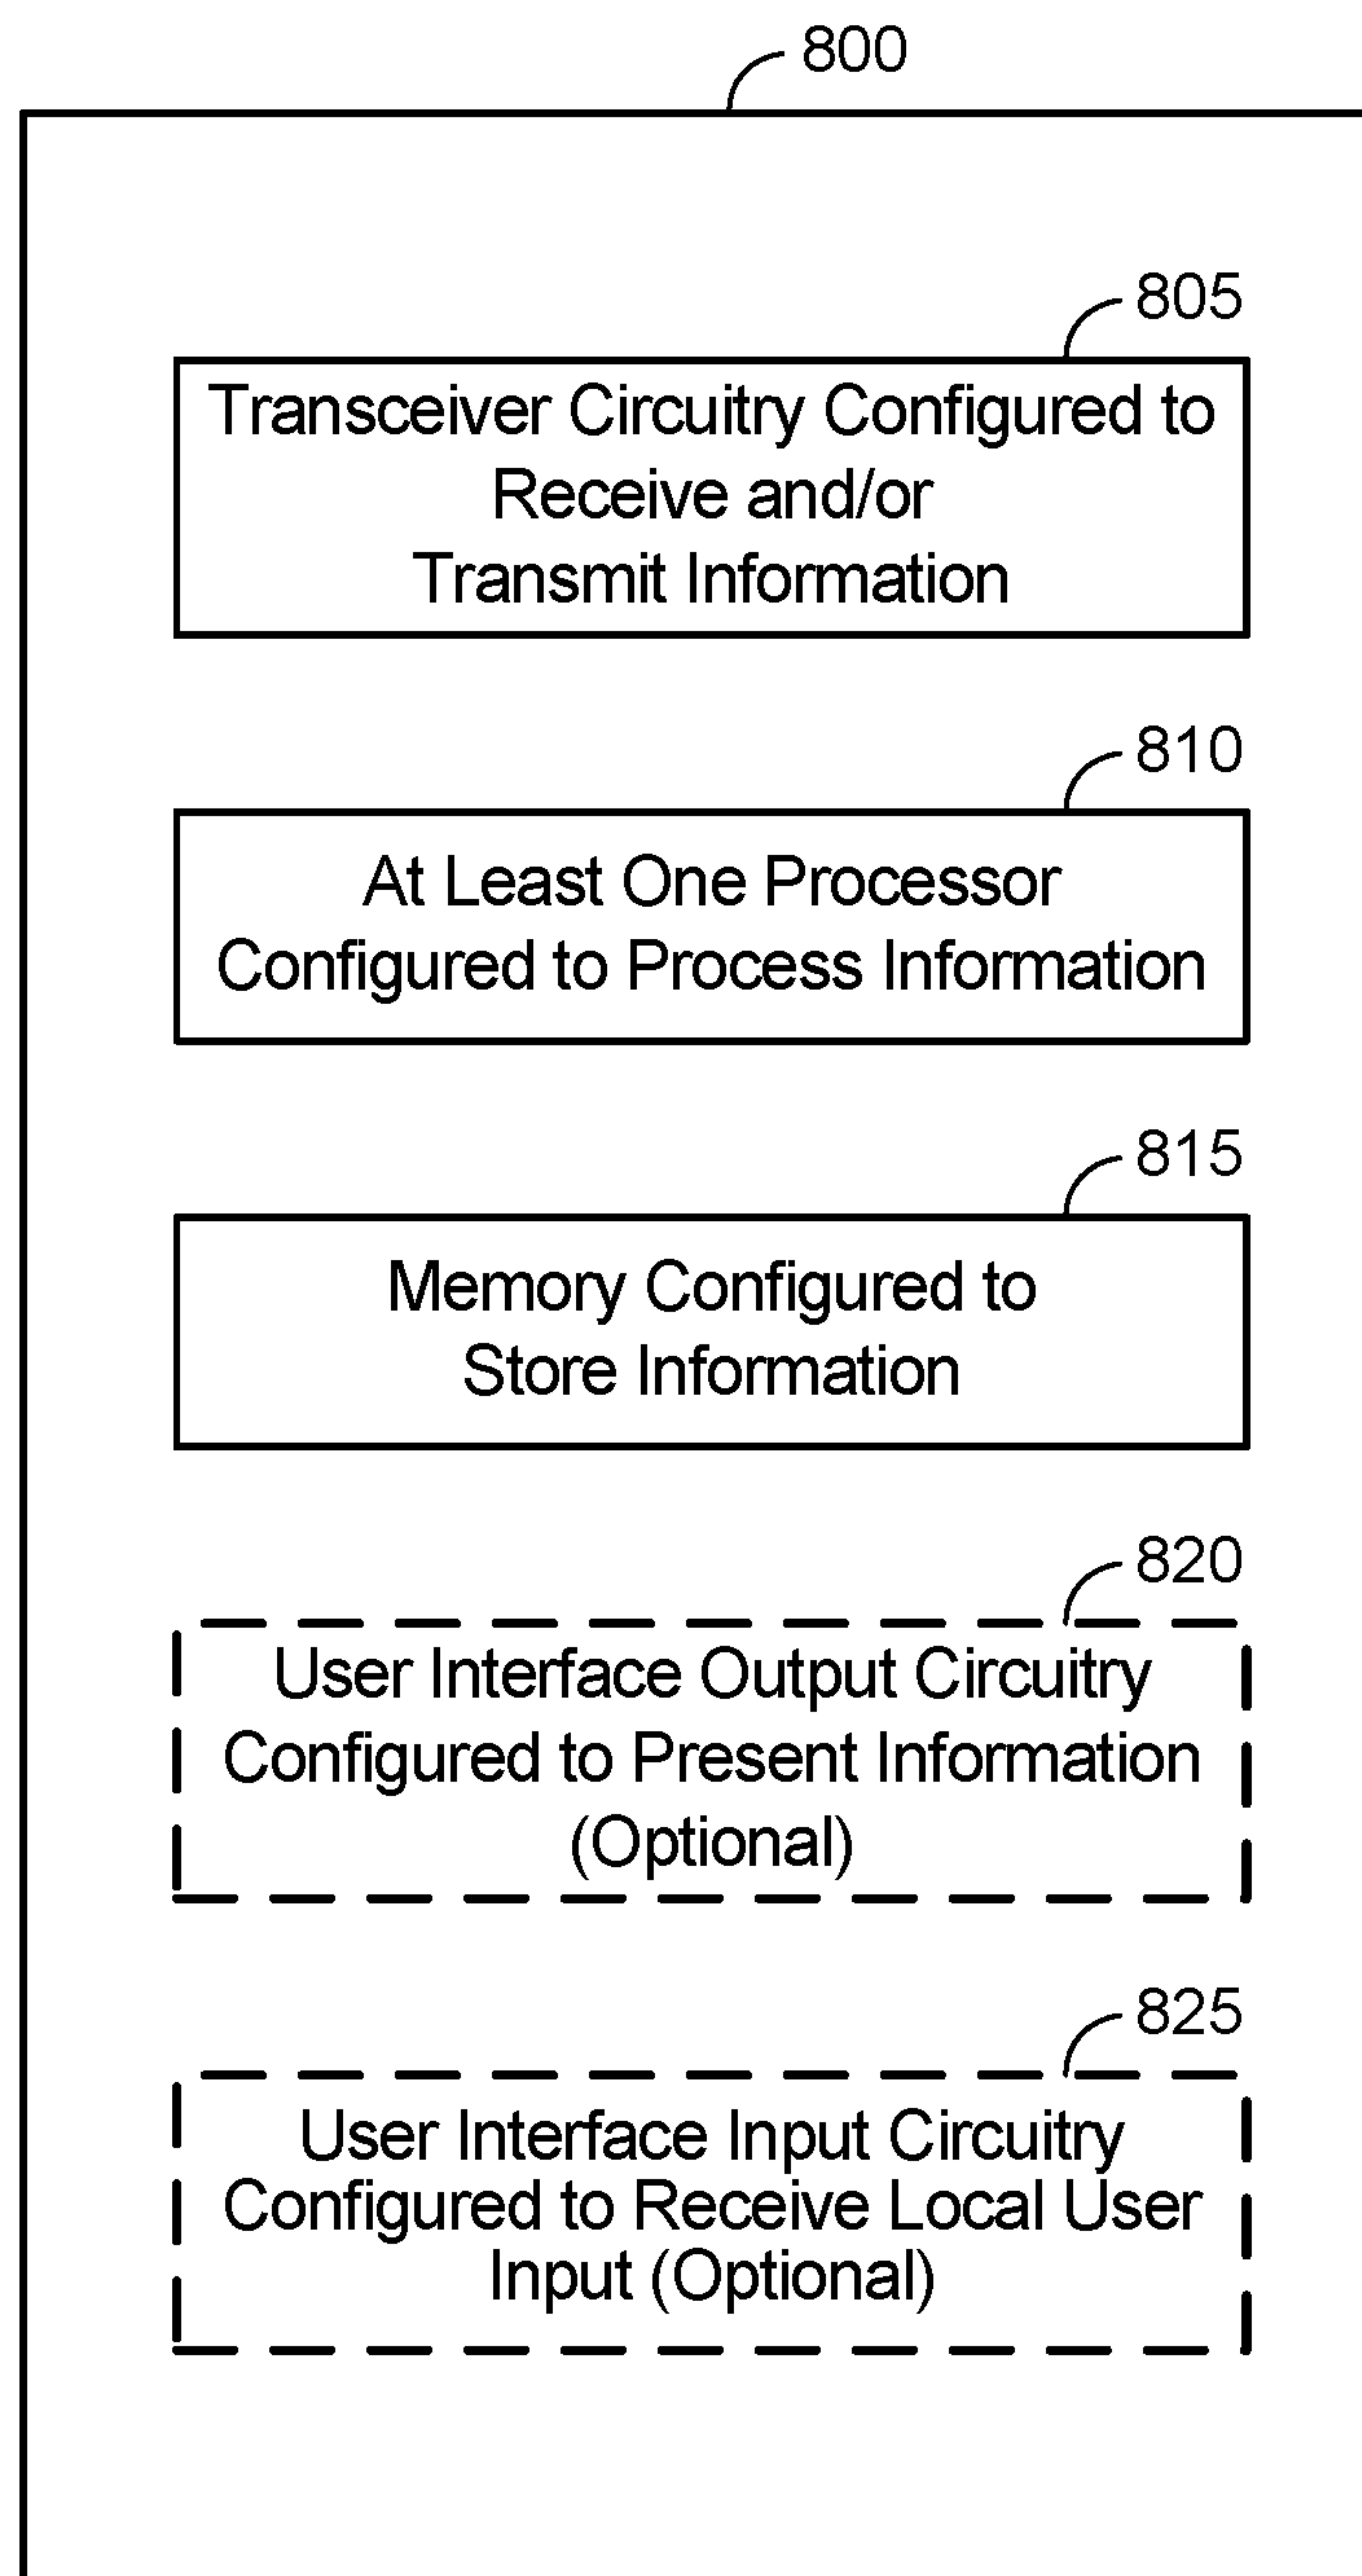 800
805
Transceiver Circuitry Configured to
Receive and/or
Transmit Information
810
At Least One Processor
Configured to Process Information
815
Memory Configured to
Store Information
820
User Interface Output Circuitry
Configured to Present Information
(Optional)
825
User Interface Input Circuitry
Configured to Receive Local User
Input (Optional)